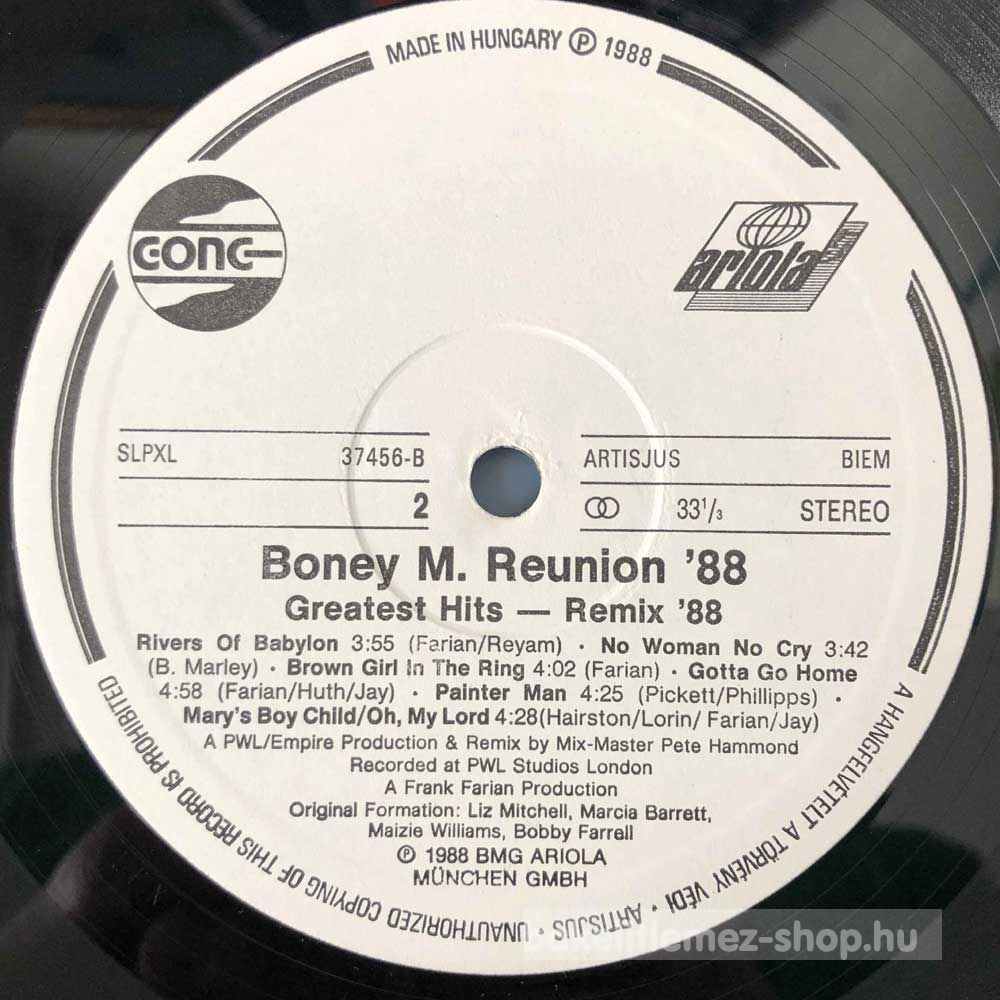 MADE IN HUNGARY Ⓟ 1988
GONG
ariola
SLPXL 37456-B
2
ARTISJUS BIEM
33¹/₃ STEREO
Boney M. Reunion '88
Greatest Hits — Remix '88
Rivers Of Babylon 3:55 (Farian/Reyam) · No Woman No Cry 3:42
(B. Marley) · Brown Girl In The Ring 4:02 (Farian) · Gotta Go Home
4:58 (Farian/Huth/Jay) · Painter Man 4:25 (Pickett/Phillipps) ·
Mary's Boy Child/Oh, My Lord 4:28(Hairston/Lorin/ Farian/Jay)
A PWL/Empire Production & Remix by Mix-Master Pete Hammond
Recorded at PWL Studios London
A Frank Farian Production
Original Formation: Liz Mitchell, Marcia Barrett,
Maizie Williams, Bobby Farrell
Ⓟ 1988 BMG ARIOLA
MÜNCHEN GMBH
A HANGFELVÉTELT A TÖRVÉNY VÉDI · ARTISJUS · UNAUTHORIZED COPYING OF THIS RECORD IS PROHIBITED
bakelitlemez-shop.hu